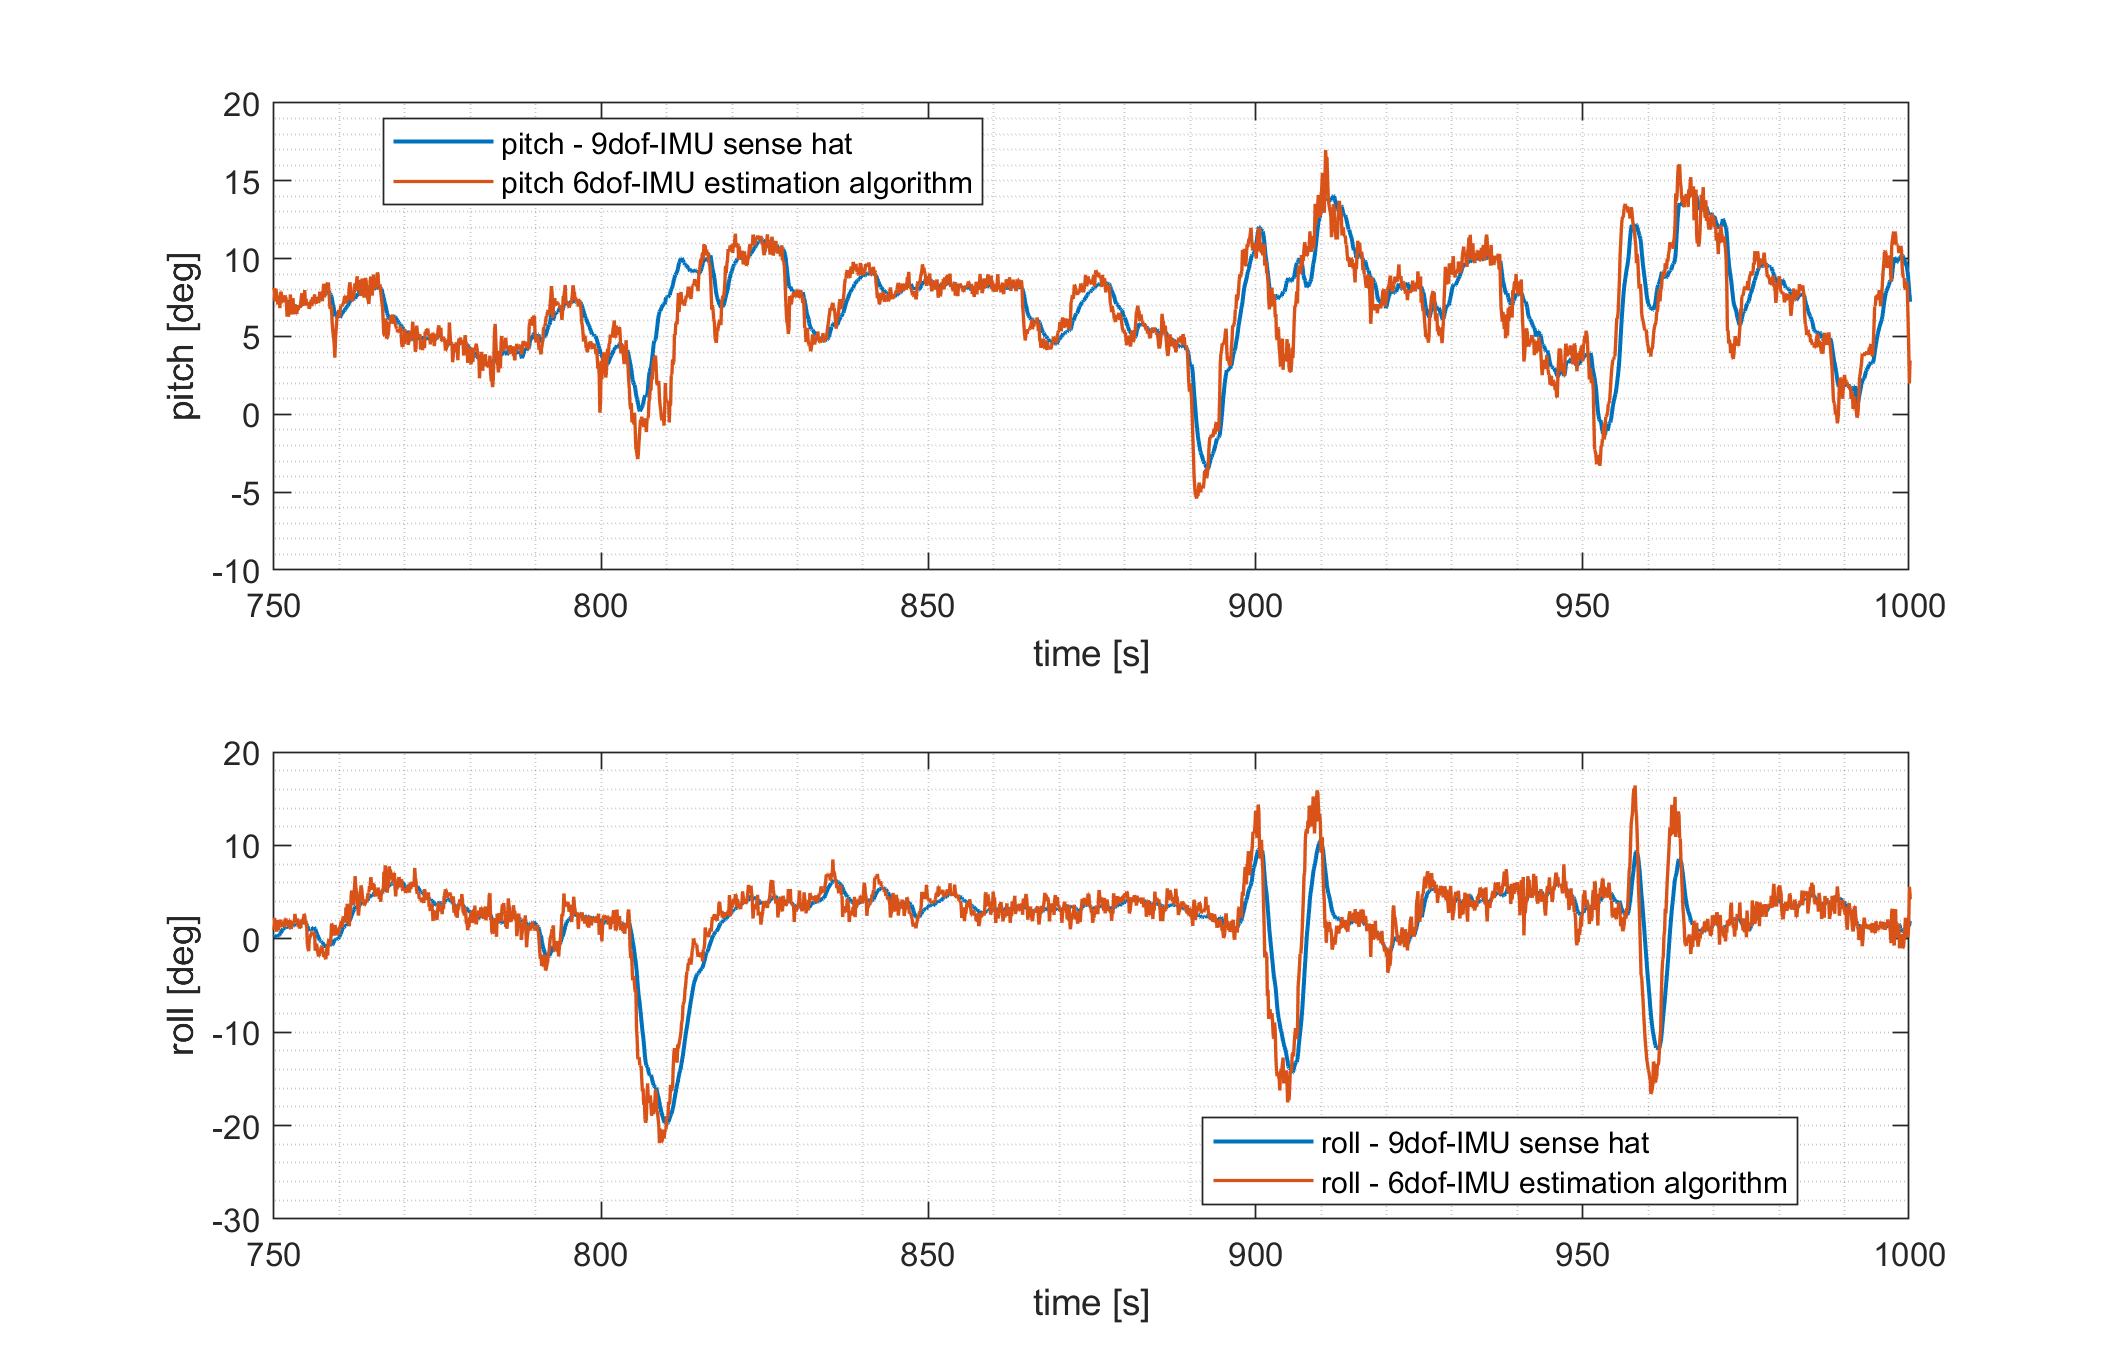 20
15
10
5
0
-5
-10
pitch [deg]
pitch - 9dof-IMU sense hat
pitch 6dof-IMU estimation algorithm
750 800 850 900 950 1000
time [s]
20
10
0
-10
-20
-30
roll [deg]
roll - 9dof-IMU sense hat
roll - 6dof-IMU estimation algorithm
750 800 850 900 950 1000
time [s]